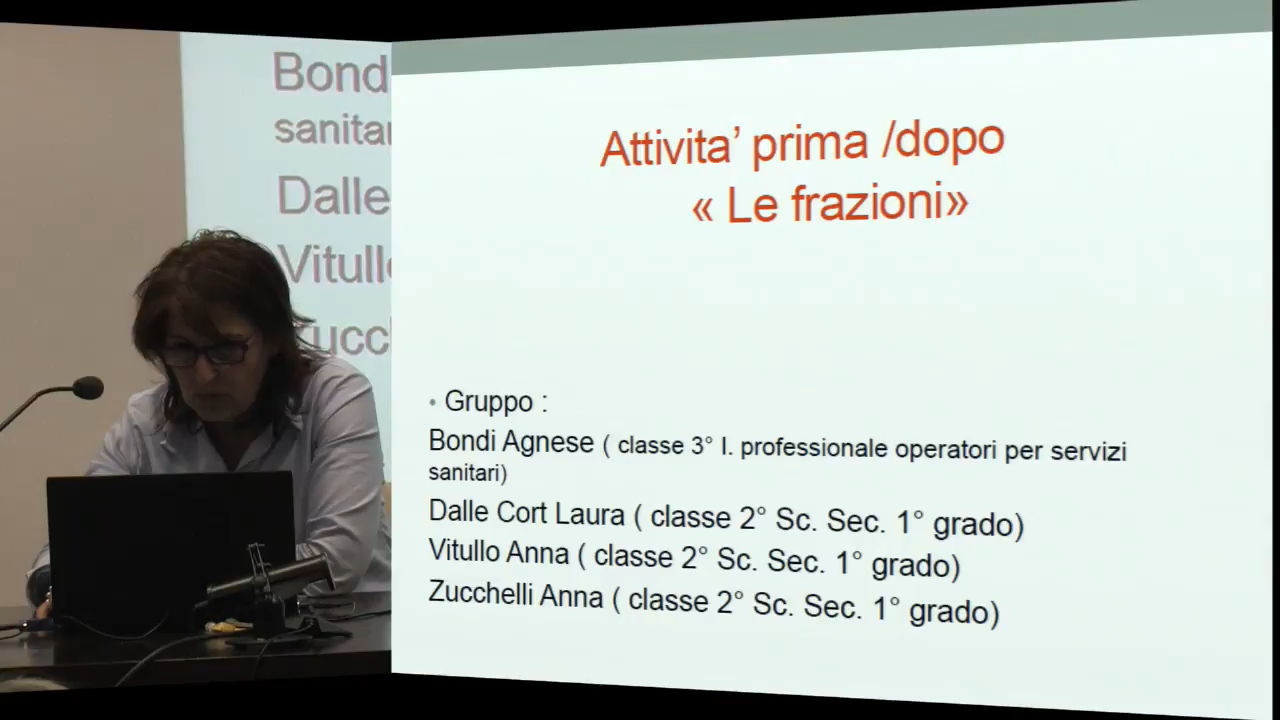 Bond
sanitar
Dalle
Vitullo
Zucc
Attivita’ prima /dopo
« Le frazioni»
• Gruppo :
Bondi Agnese ( classe 3° I. professionale operatori per servizi
sanitari)
Dalle Cort Laura ( classe 2° Sc. Sec. 1° grado)
Vitullo Anna ( classe 2° Sc. Sec. 1° grado)
Zucchelli Anna ( classe 2° Sc. Sec. 1° grado)